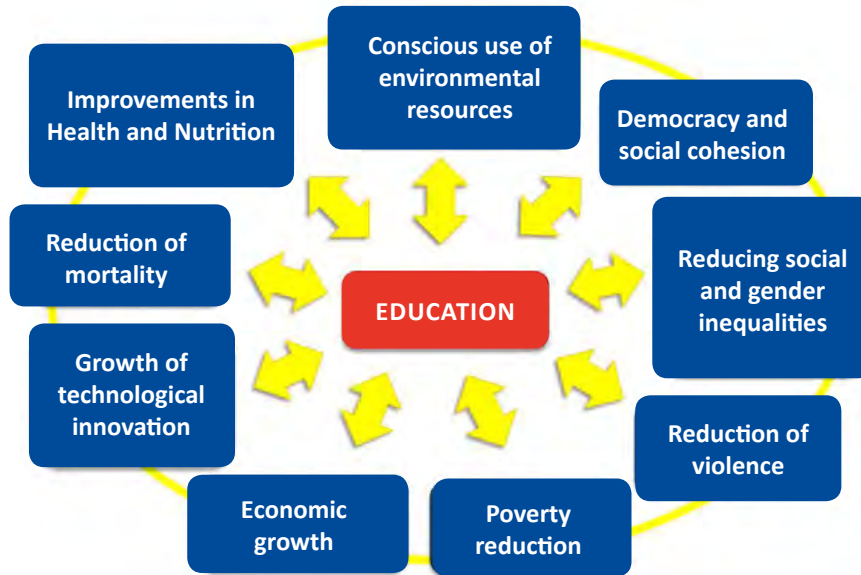 Conscious use of
environmental
resources
Improvements in
Health and Nutrition
Democracy and
social cohesion
Reduction of
mortality
Reducing social
and gender
inequalities
EDUCATION
Growth of
technological
innovation
Reduction of
violence
Economic
growth
Poverty
reduction